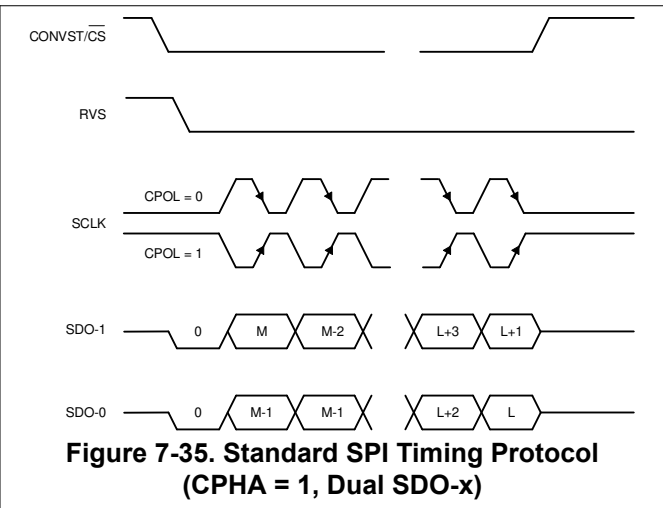 CONVST/CS
RVS
CPOL = 0
SCLK
CPOL = 1
SDO-1 0 M M-2 L+3 L+1
SDO-0 0 M-1 M-1 L+2 L
Figure 7-35. Standard SPI Timing Protocol
(CPHA = 1, Dual SDO-x)